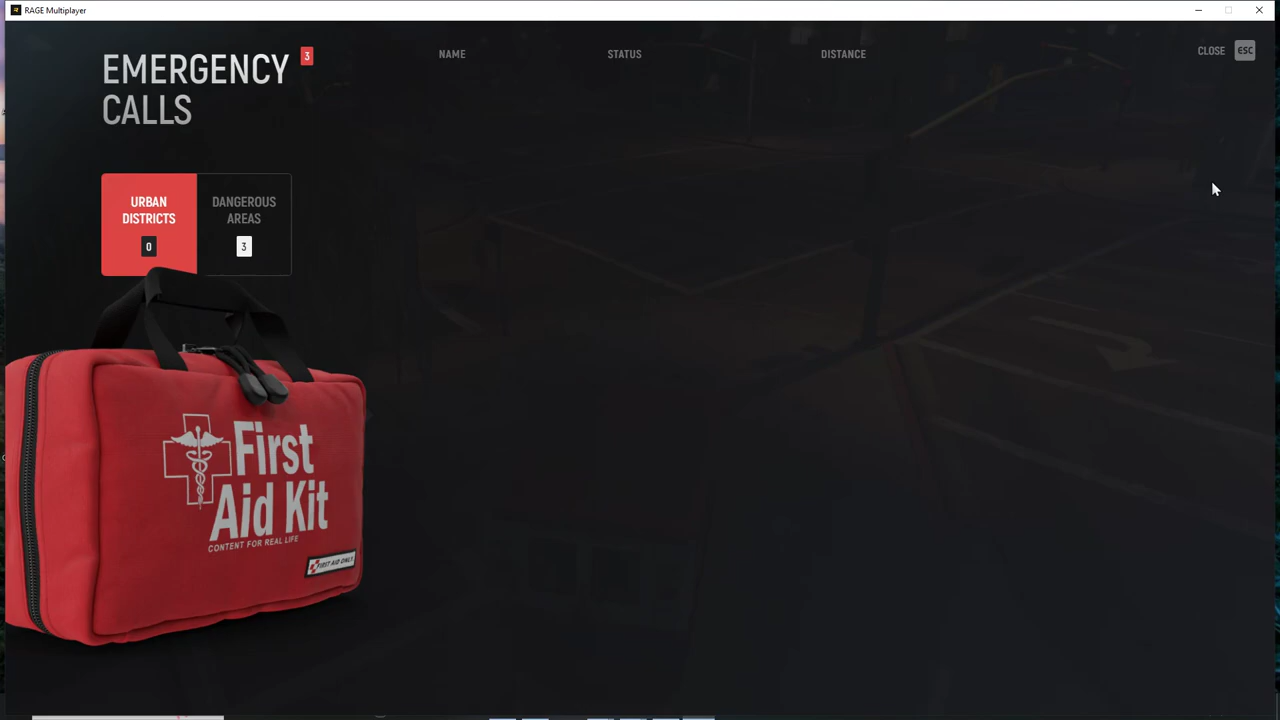 RAGE Multiplayer
EMERGENCY
CALLS
3
NAME
STATUS
DISTANCE
CLOSE
ESC
URBAN
DISTRICTS
0
DANGEROUS
AREAS
3
First
Aid Kit
CONTENT FOR REAL LIFE
FIRST AID ONLY